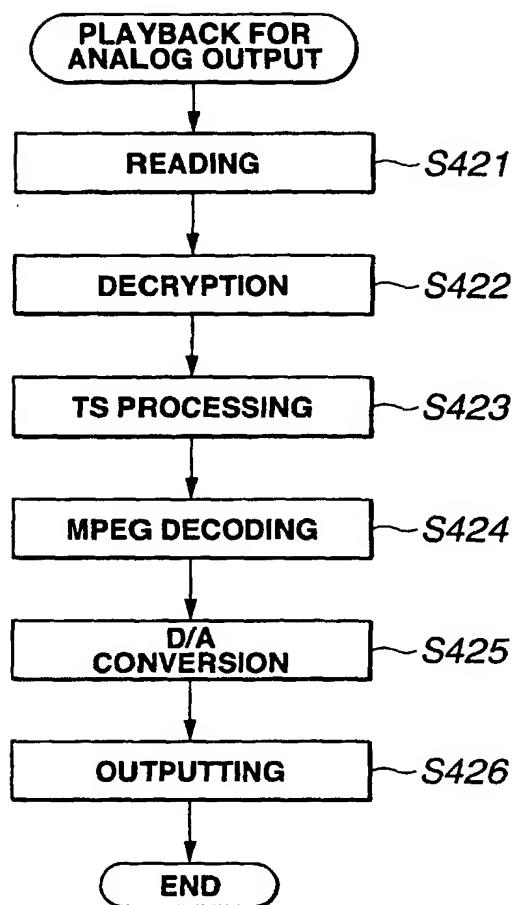 PLAYBACK FOR
ANALOG OUTPUT
READING
S421
DECRYPTION
S422
TS PROCESSING
S423
MPEG DECODING
S424
D/A
CONVERSION
S425
OUTPUTTING
S426
END